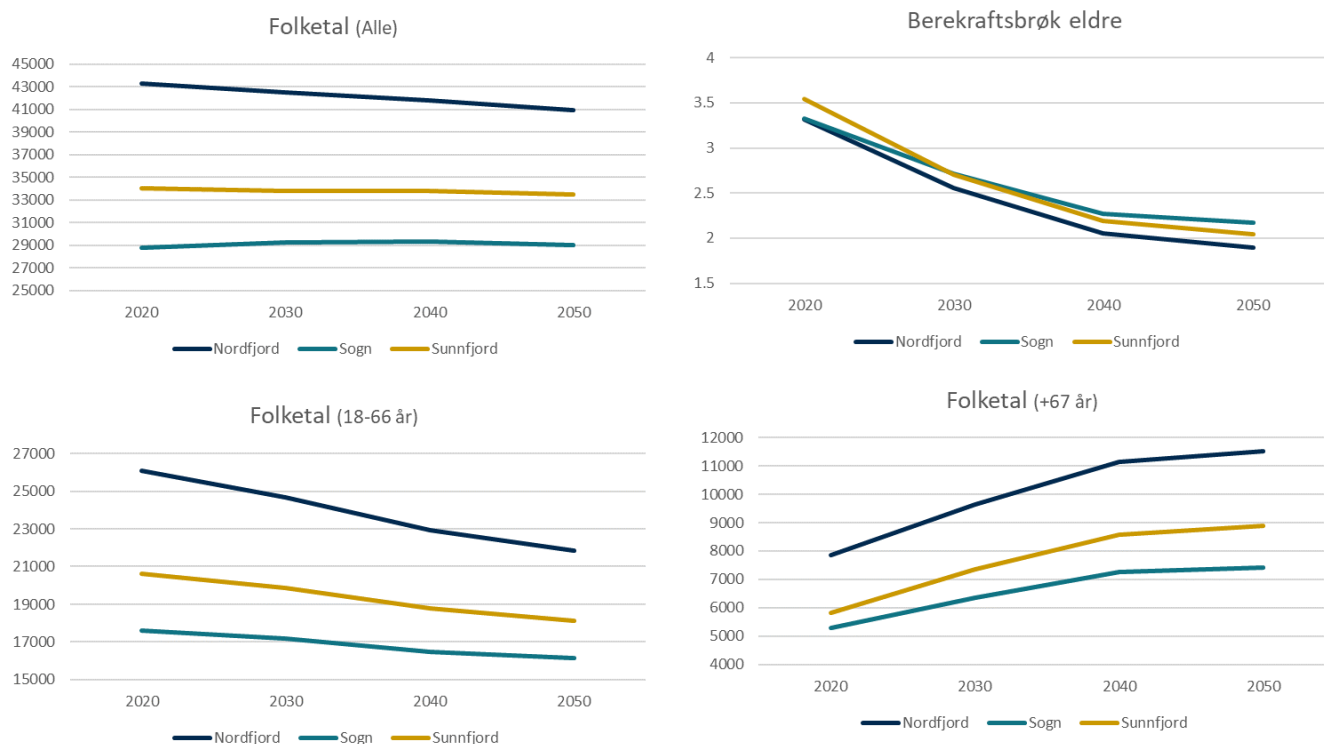 Folketal (Alle)
45000
43000
41000
39000
37000
35000
33000
31000
29000
27000
25000
2020 2030 2040 2050
Nordfjord Sogn Sunnfjord
Berekraftsbrøk eldre
4
3.5
3
2.5
2
1.5
2020 2030 2040 2050
Nordfjord Sogn Sunnfjord
Folketal (18-66 år)
27000
25000
23000
21000
19000
17000
15000
2020 2030 2040 2050
Nordfjord Sogn Sunnfjord
Folketal (+67 år)
12000
11000
10000
9000
8000
7000
6000
5000
4000
2020 2030 2040 2050
Nordfjord Sogn Sunnfjord